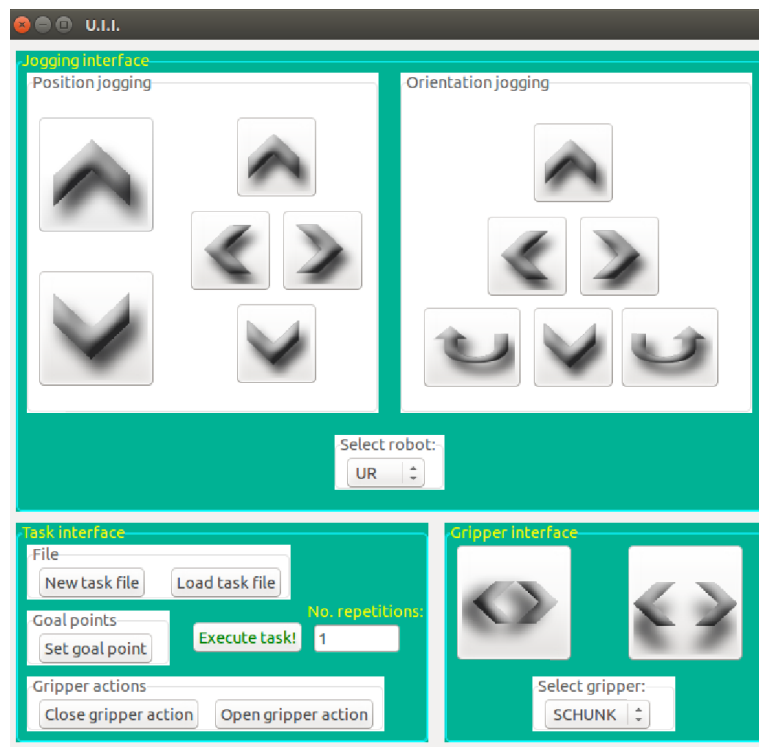 U.I.I.
Jogging interface
Position jogging
Orientation jogging
Select robot:
UR
Task interface
File
New task file Load task file
Goal points
Set goal point
Execute task!
No. repetitions:
1
Gripper actions
Close gripper action Open gripper action
Gripper interface
Select gripper:
SCHUNK